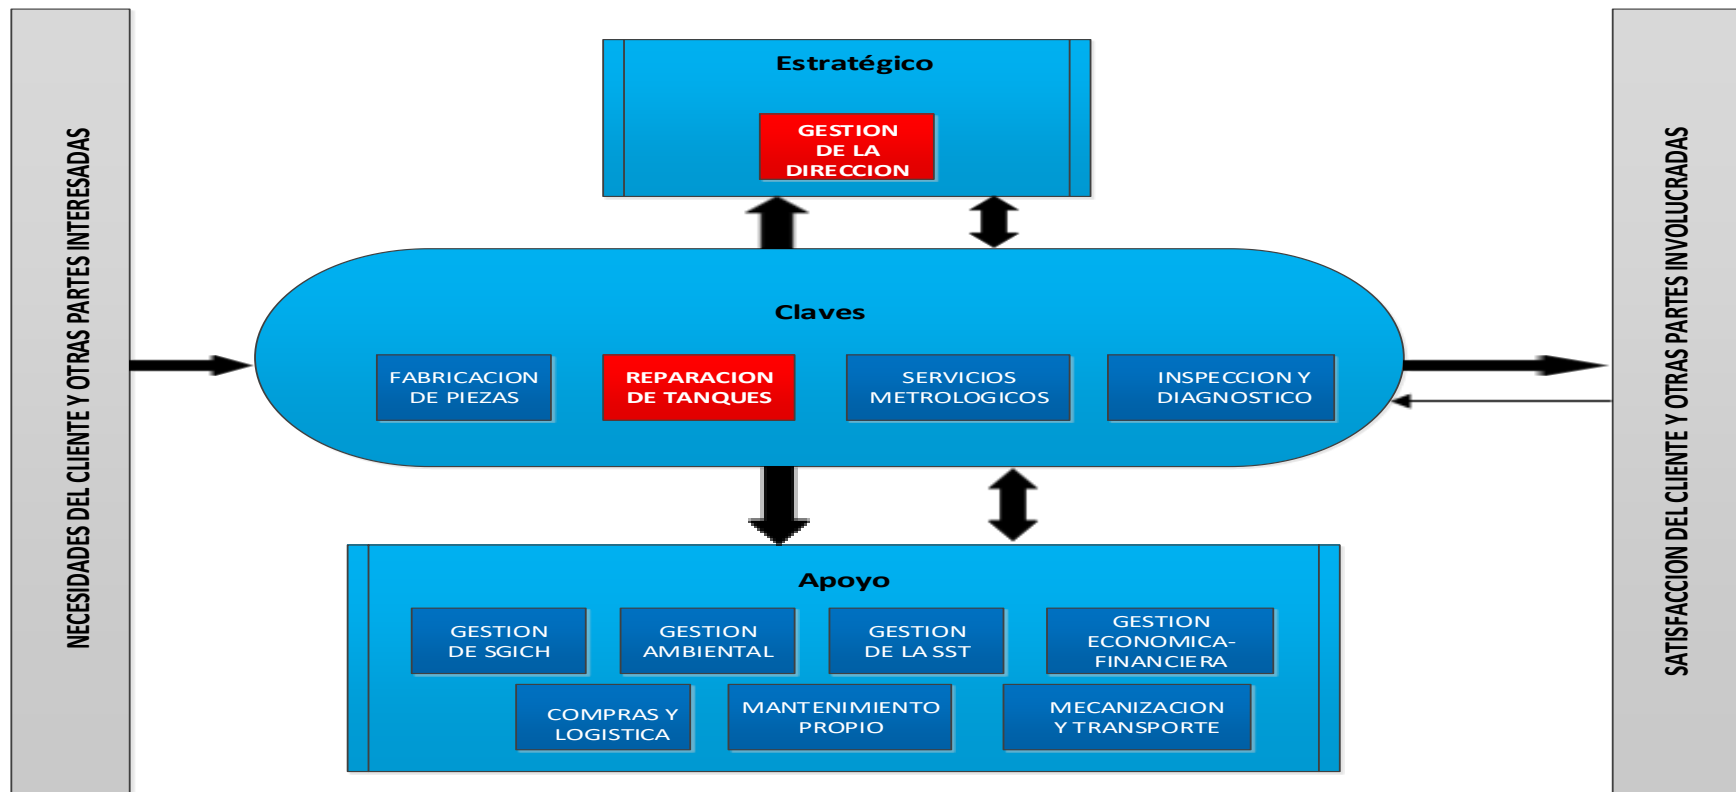 NECESIDADES DEL CLIENTE Y OTRAS PARTES INTERESADAS
Estratégico
GESTION
DE LA
DIRECCION
Claves
FABRICACION
DE PIEZAS
REPARACION
DE TANQUES
SERVICIOS
METROLOGICOS
INSPECCION Y
DIAGNOSTICO
Apoyo
GESTION
DE SGICH
GESTION
AMBIENTAL
GESTION
DE LA SST
GESTION
ECONOMICA-
FINANCIERA
COMPRAS Y
LOGISTICA
MANTENIMIENTO
PROPIO
MECANIZACION
Y TRANSPORTE
SATISFACCION DEL CLIENTE Y OTRAS PARTES INVOLUCRADAS